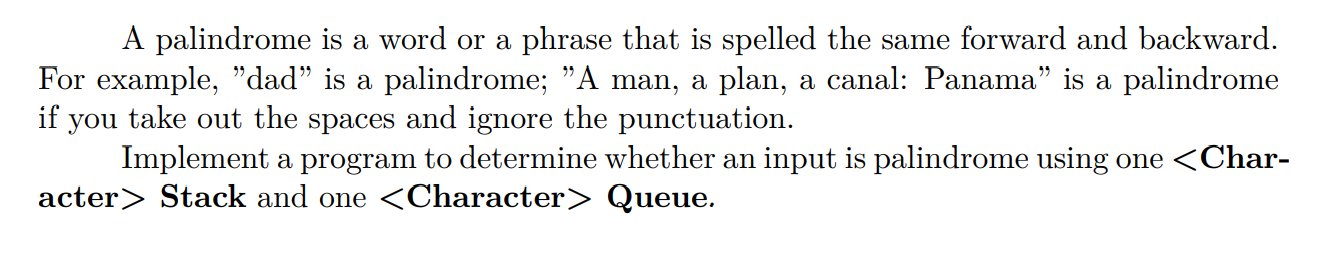 A palindrome is a word or a phrase that is spelled the same forward and backward.
For example, ”dad” is a palindrome; ”A man, a plan, a canal: Panama” is a palindrome
if you take out the spaces and ignore the punctuation.
Implement a program to determine whether an input is palindrome using one <Char-
acter> Stack and one <Character> Queue.